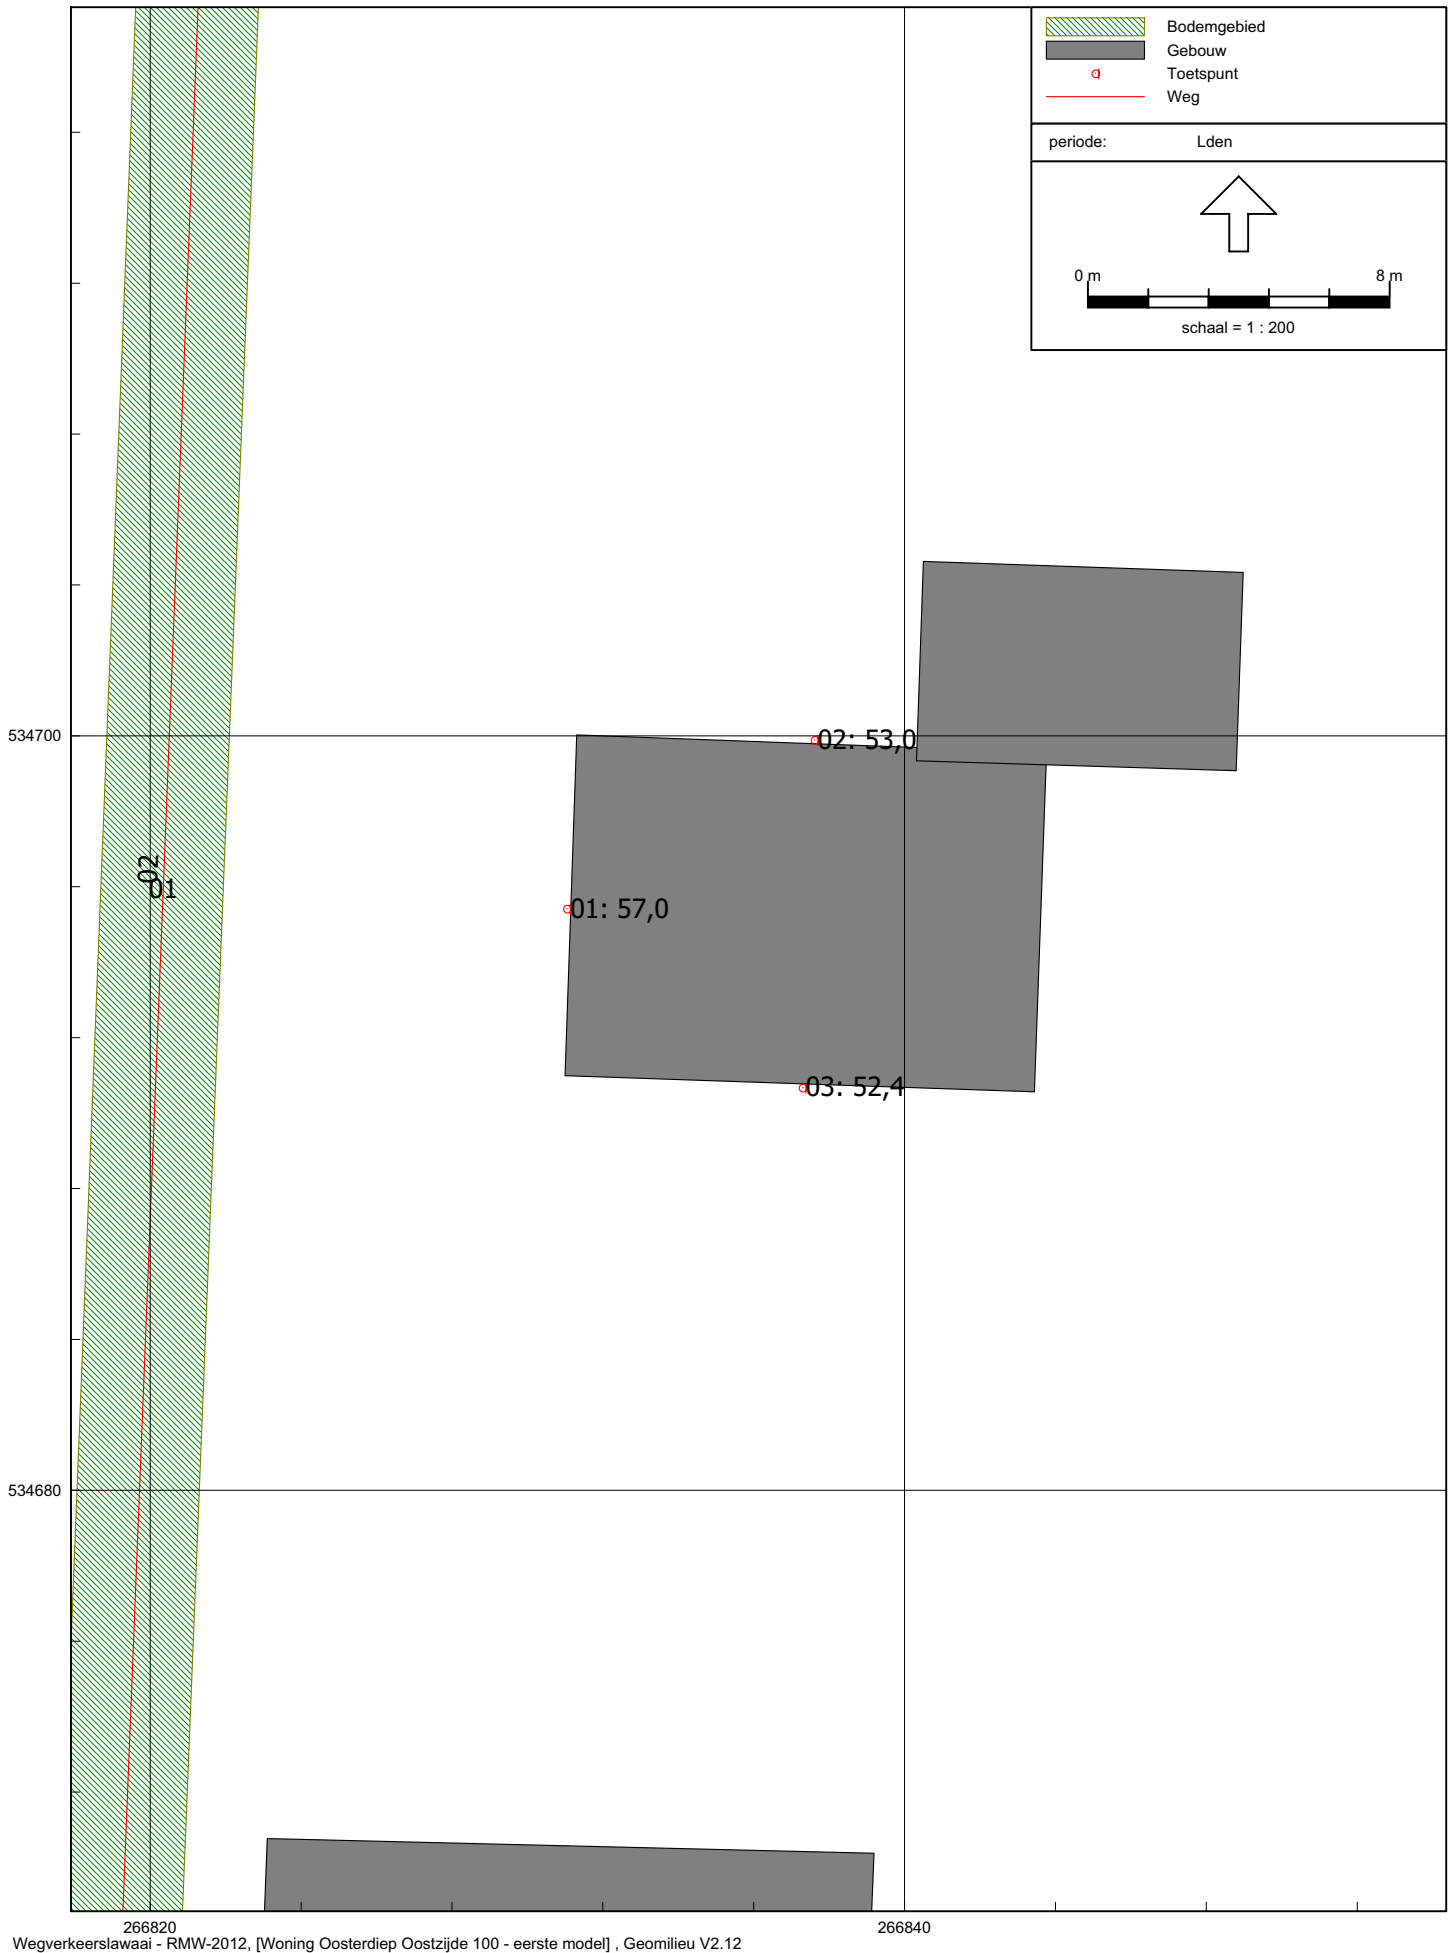 Bodemgebied
Gebouw
Toetspunt
Weg
periode: Lden
0 m 8 m
schaal = 1 : 200
534700
02: 53,0
02
01
01: 57,0
03: 52,4
534680
266820 266840
Wegverkeerslawaai - RMW-2012, [Woning Oosterdiep Oostzijde 100 - eerste model] , Geomilieu V2.12